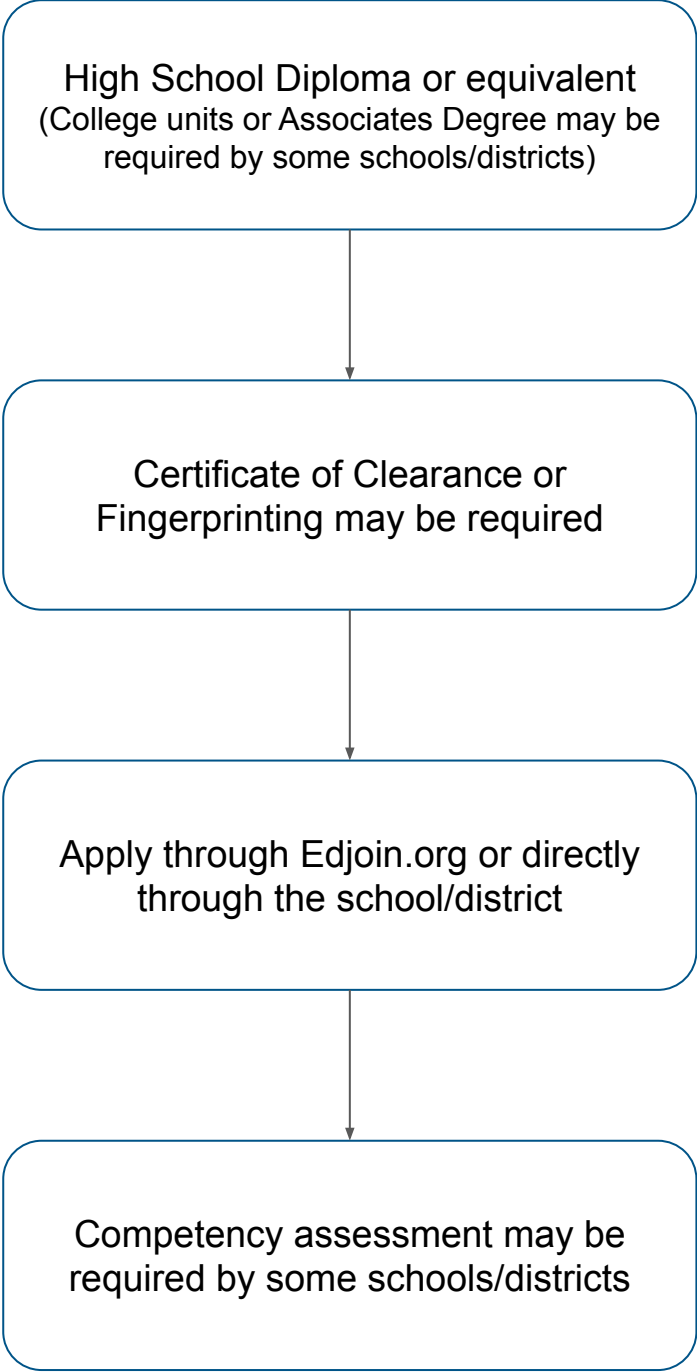 High School Diploma or equivalent
(College units or Associates Degree may be
required by some schools/districts)
Certificate of Clearance or
Fingerprinting may be required
Apply through Edjoin.org or directly
through the school/district
Competency assessment may be
required by some schools/districts